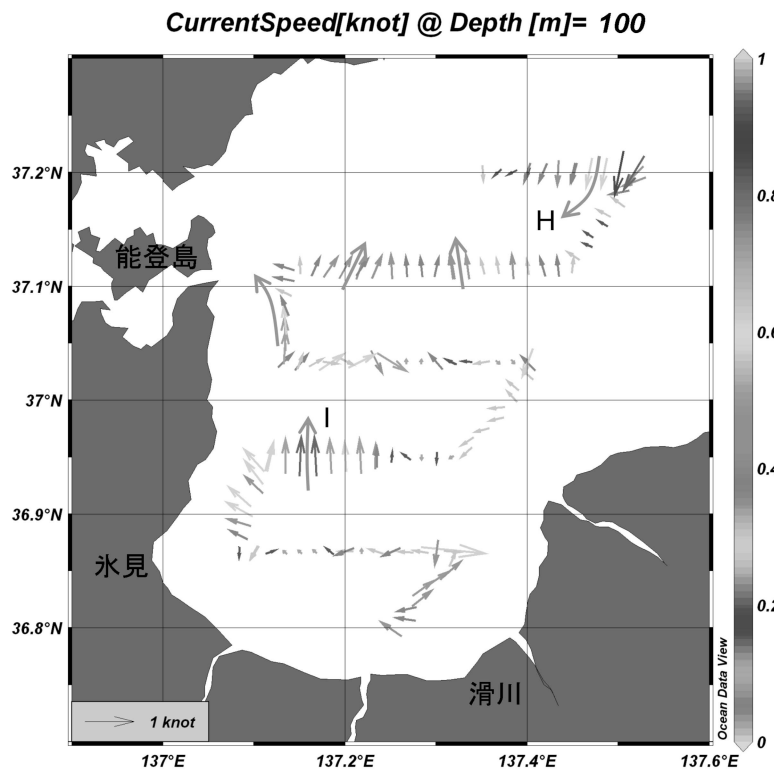 CurrentSpeed[knot] @ Depth [m]= 100
1
37.2°N
0.8
H
能登島
37.1°N
0.6
37°N
I
0.4
36.9°N
氷見
0.2
36.8°N
滑川
Ocean Data View
1 knot
0
137°E
137.2°E
137.4°E
137.6°E